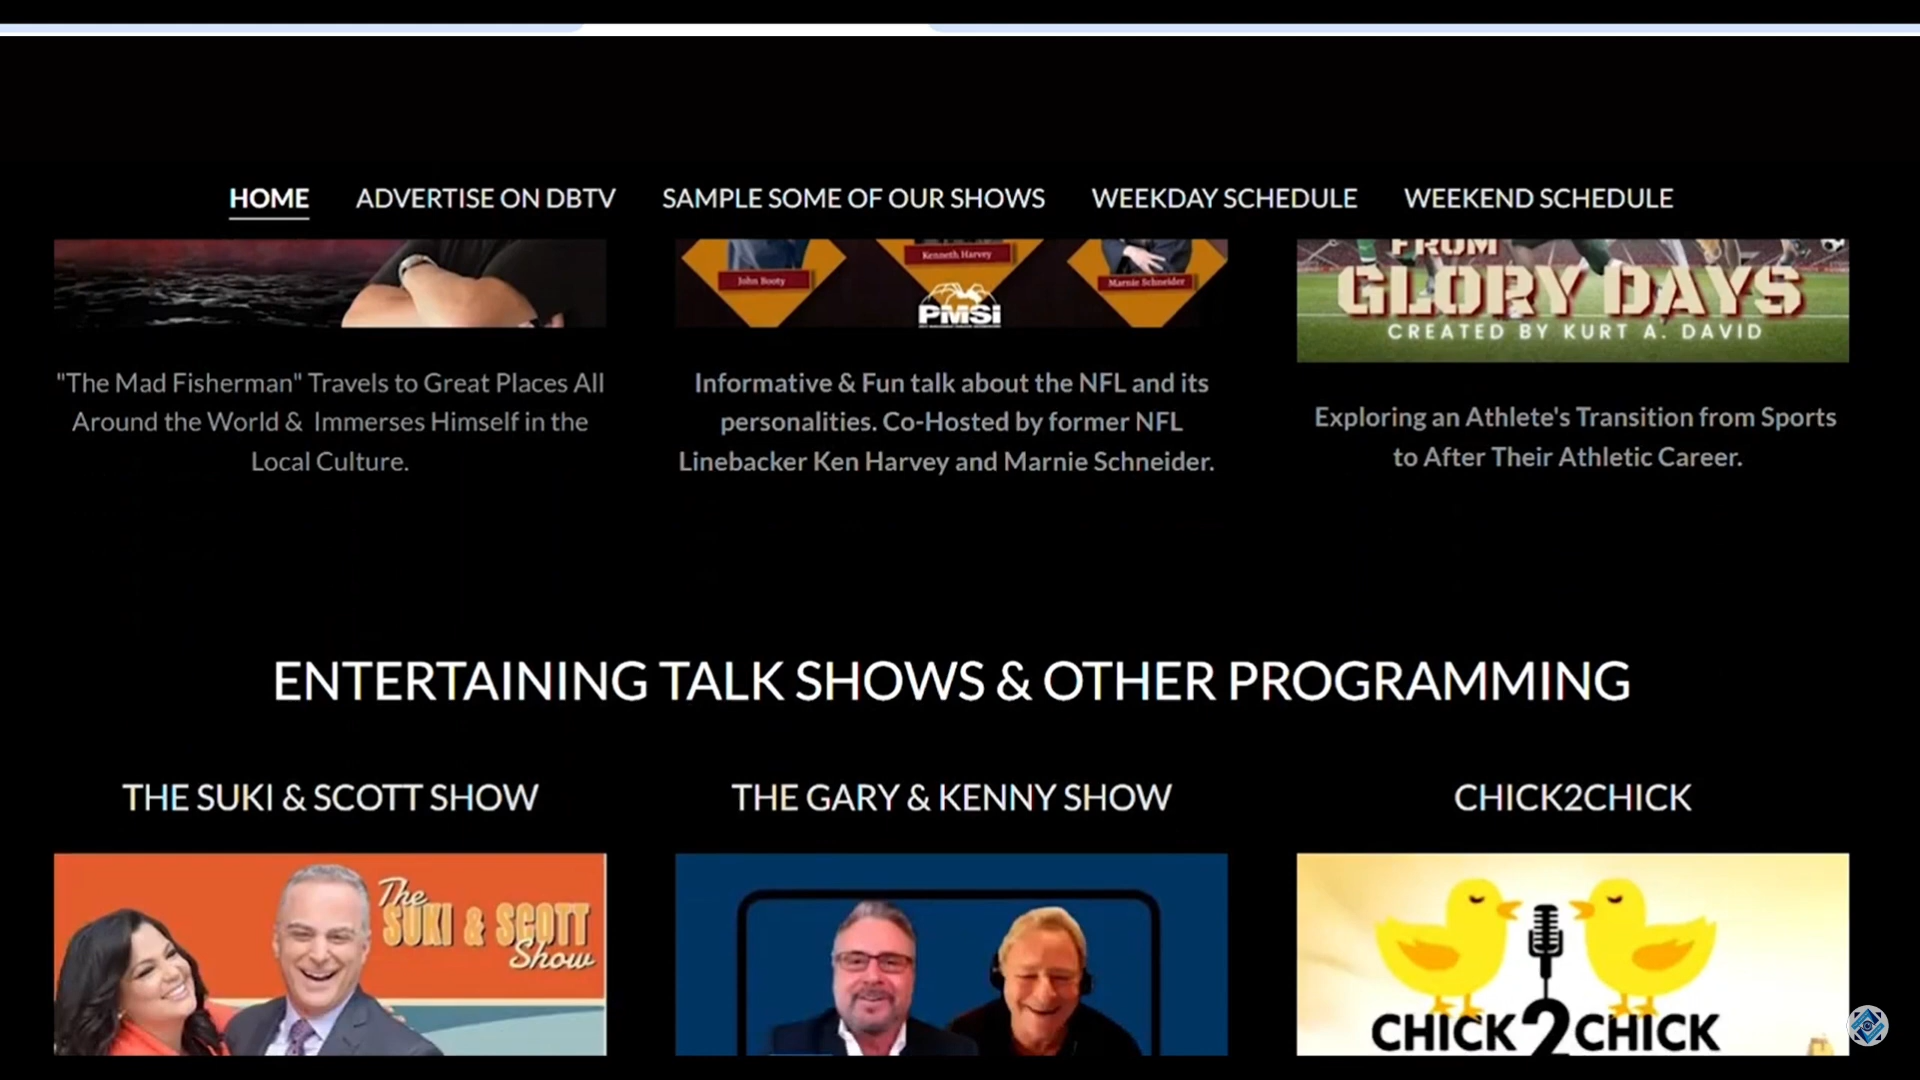 HOME ADVERTISE ON DBTV SAMPLE SOME OF OUR SHOWS WEEKDAY SCHEDULE WEEKEND SCHEDULE
John Booty
Kenneth Harvey
Marnie Schneider
PMSI
FROM
GLORY DAYS
CREATED BY KURT A. DAVID
"The Mad Fisherman" Travels to Great Places All
Around the World & Immerses Himself in the
Local Culture.
Informative & Fun talk about the NFL and its
personalities. Co-Hosted by former NFL
Linebacker Ken Harvey and Marnie Schneider.
Exploring an Athlete's Transition from Sports
to After Their Athletic Career.
ENTERTAINING TALK SHOWS & OTHER PROGRAMMING
THE SUKI & SCOTT SHOW
The
SUKI & SCOTT
Show
THE GARY & KENNY SHOW
CHICK2CHICK
CHICK2CHICK